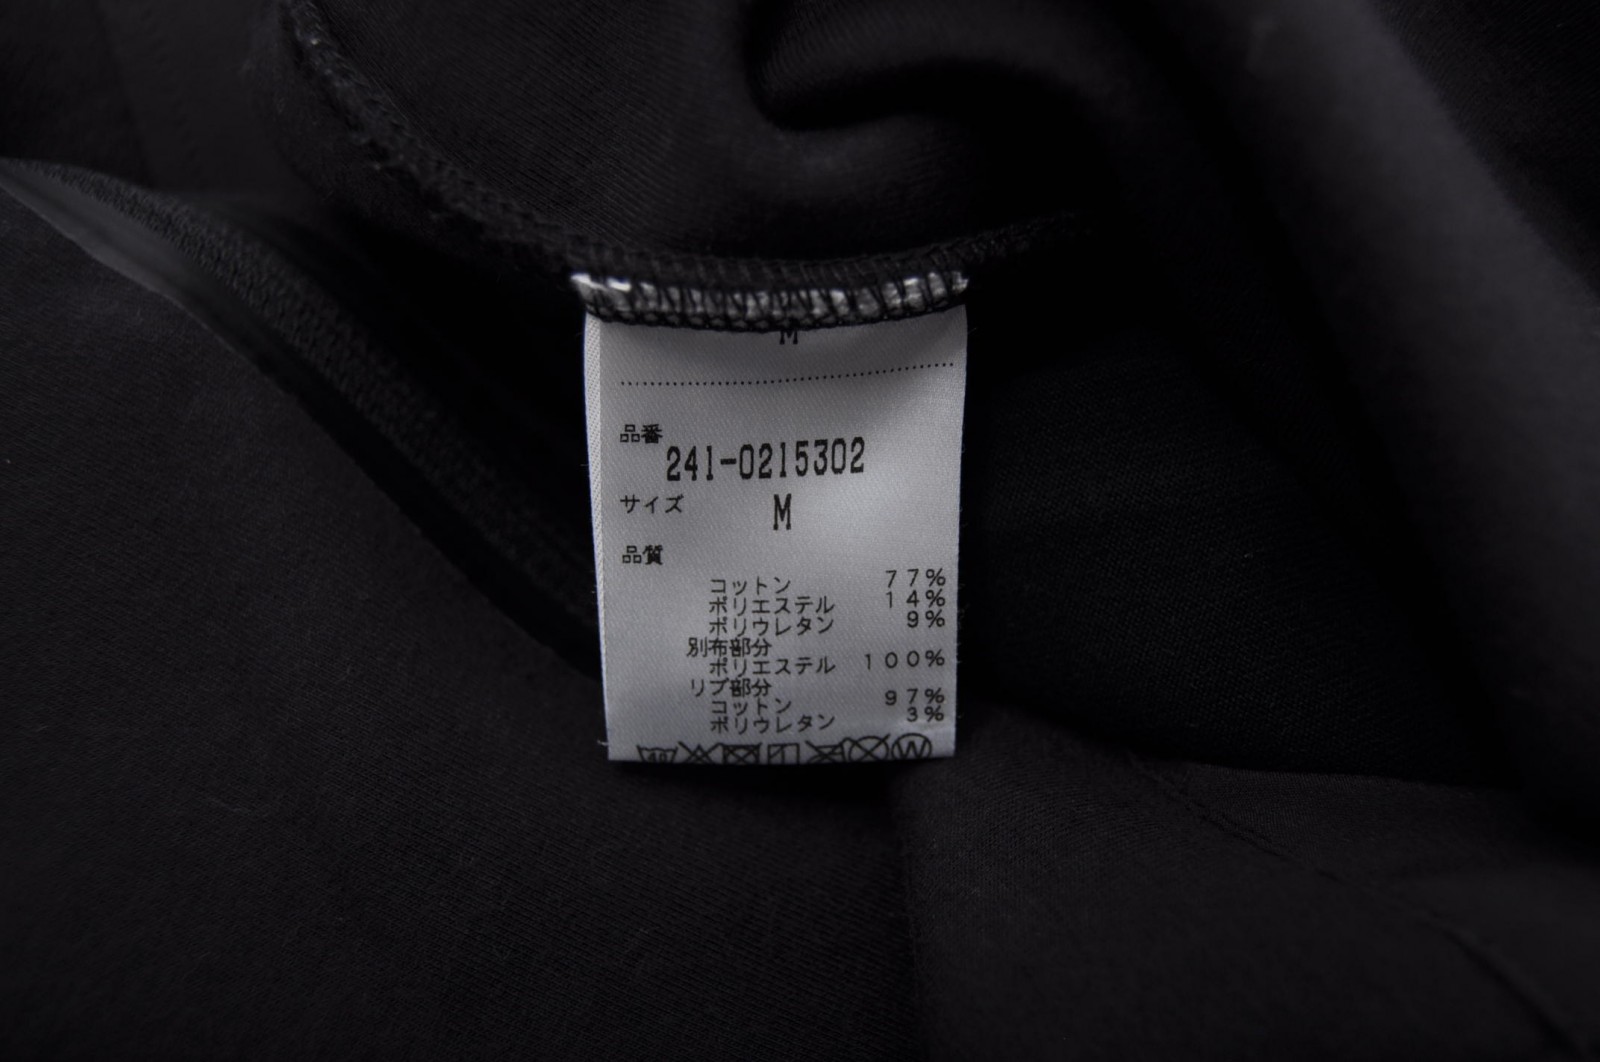 M
品番
241-0215302
サイズ M
品質
コットン 77%
ポリエステル 14%
ポリウレタン 9%
別布部分
ポリエステル 100%
リブ部分
コットン 97%
ポリウレタン 3%
40 W